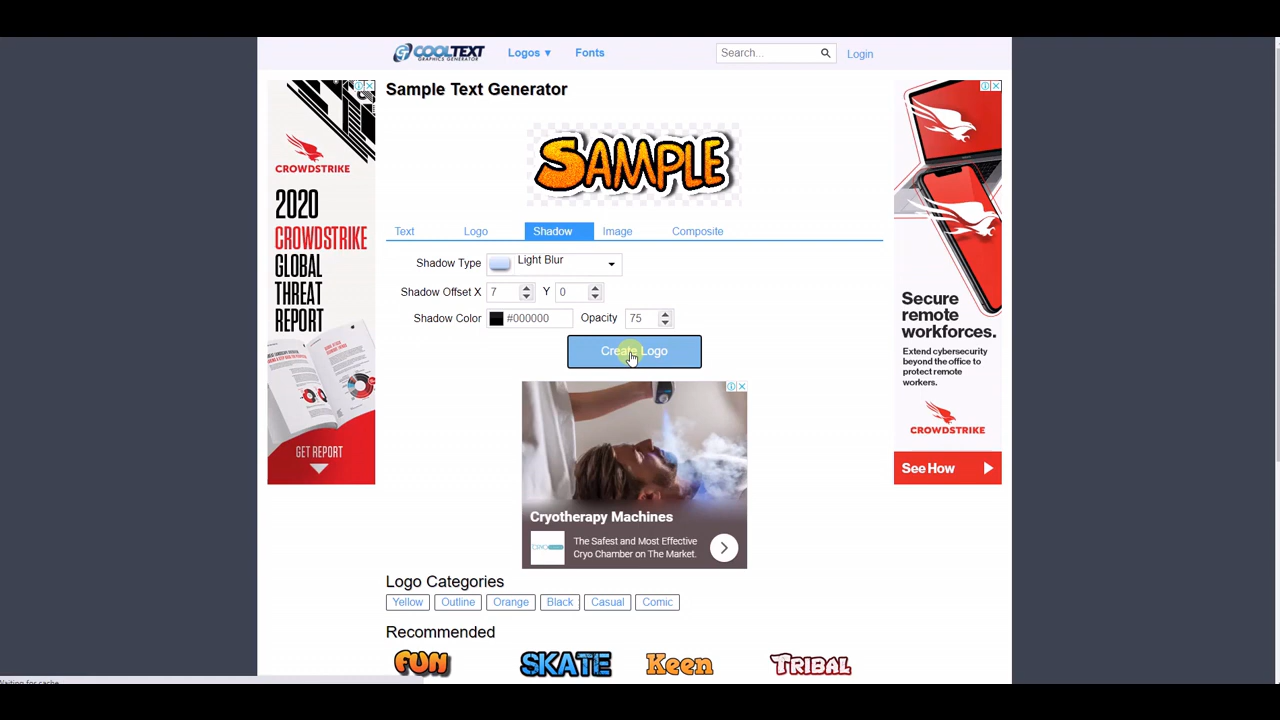 COOLTEXT
GRAPHICS GENERATOR
Logos ▼
Fonts
Search...
Login
Sample Text Generator
SAMPLE
Text
Logo
Shadow
Image
Composite
Shadow Type
Light Blur
Shadow Offset X
7
Y
0
Shadow Color
#000000
Opacity
75
Create Logo
CROWDSTRIKE
2020
CROWDSTRIKE
GLOBAL
THREAT
REPORT
GET REPORT
Secure
remote
workforces.
Extend cybersecurity
beyond the office to
protect remote
workers.
CROWDSTRIKE
See How
Cryotherapy Machines
The Safest and Most Effective
Cryo Chamber on The Market.
Logo Categories
Yellow
Outline
Orange
Black
Casual
Comic
Recommended
FUN
SKATE
Keen
TRIBAL
Waiting for cache...